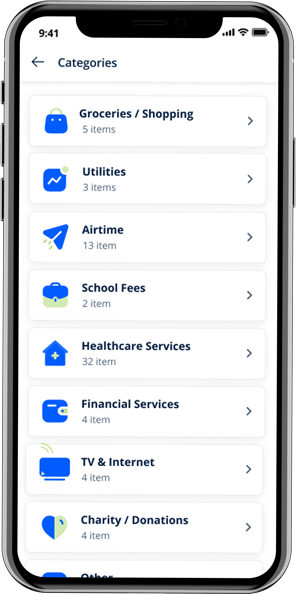 9:41
Categories
Groceries / Shopping
5 items
Utilities
3 items
Airtime
13 item
School Fees
2 item
Healthcare Services
32 item
Financial Services
4 item
TV & Internet
4 item
Charity / Donations
4 item
Other